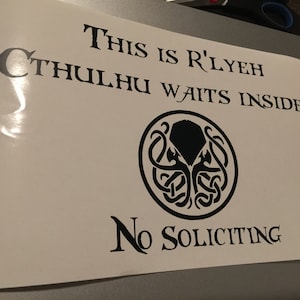 This is R'lyeh
Cthulhu waits inside
No Soliciting